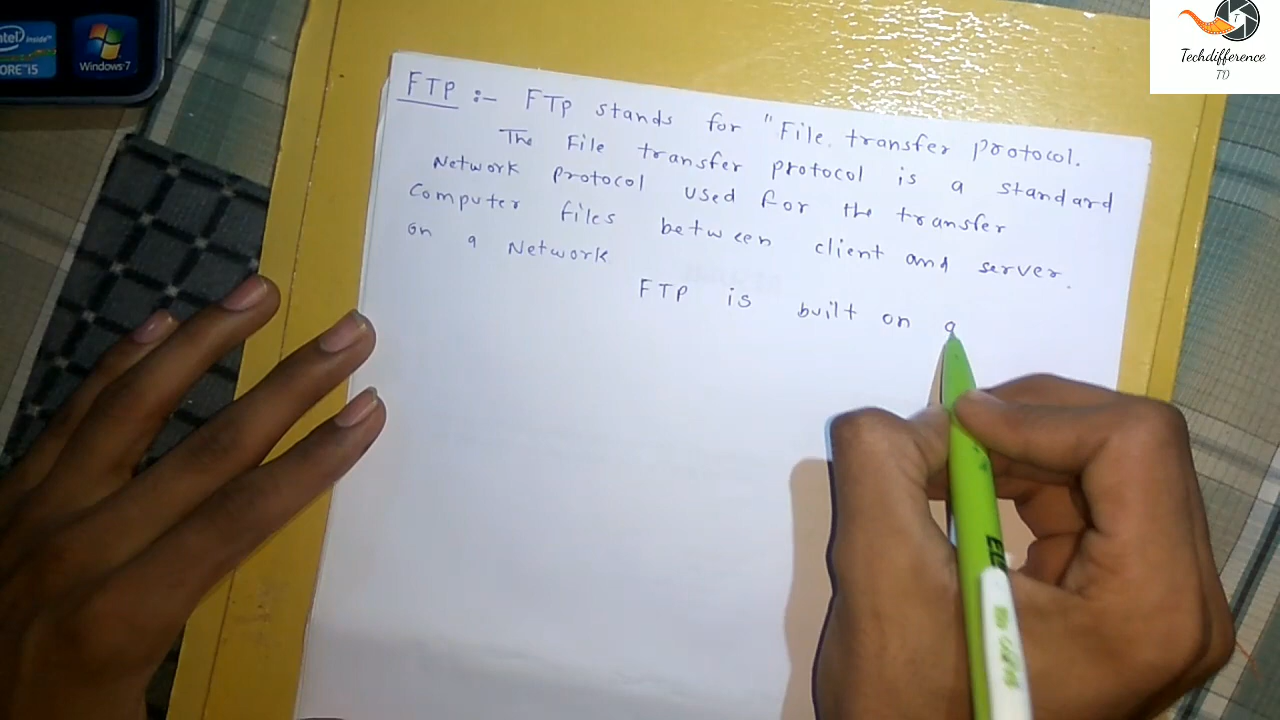 intel inside
CORE i5
Windows 7
Techdifference
TD
FTP :- FTP stands for "File transfer protocol.
The File transfer protocol is a standard
Network protocol used for the transfer
Computer files between client and server.
on a Network
FTP is built on a